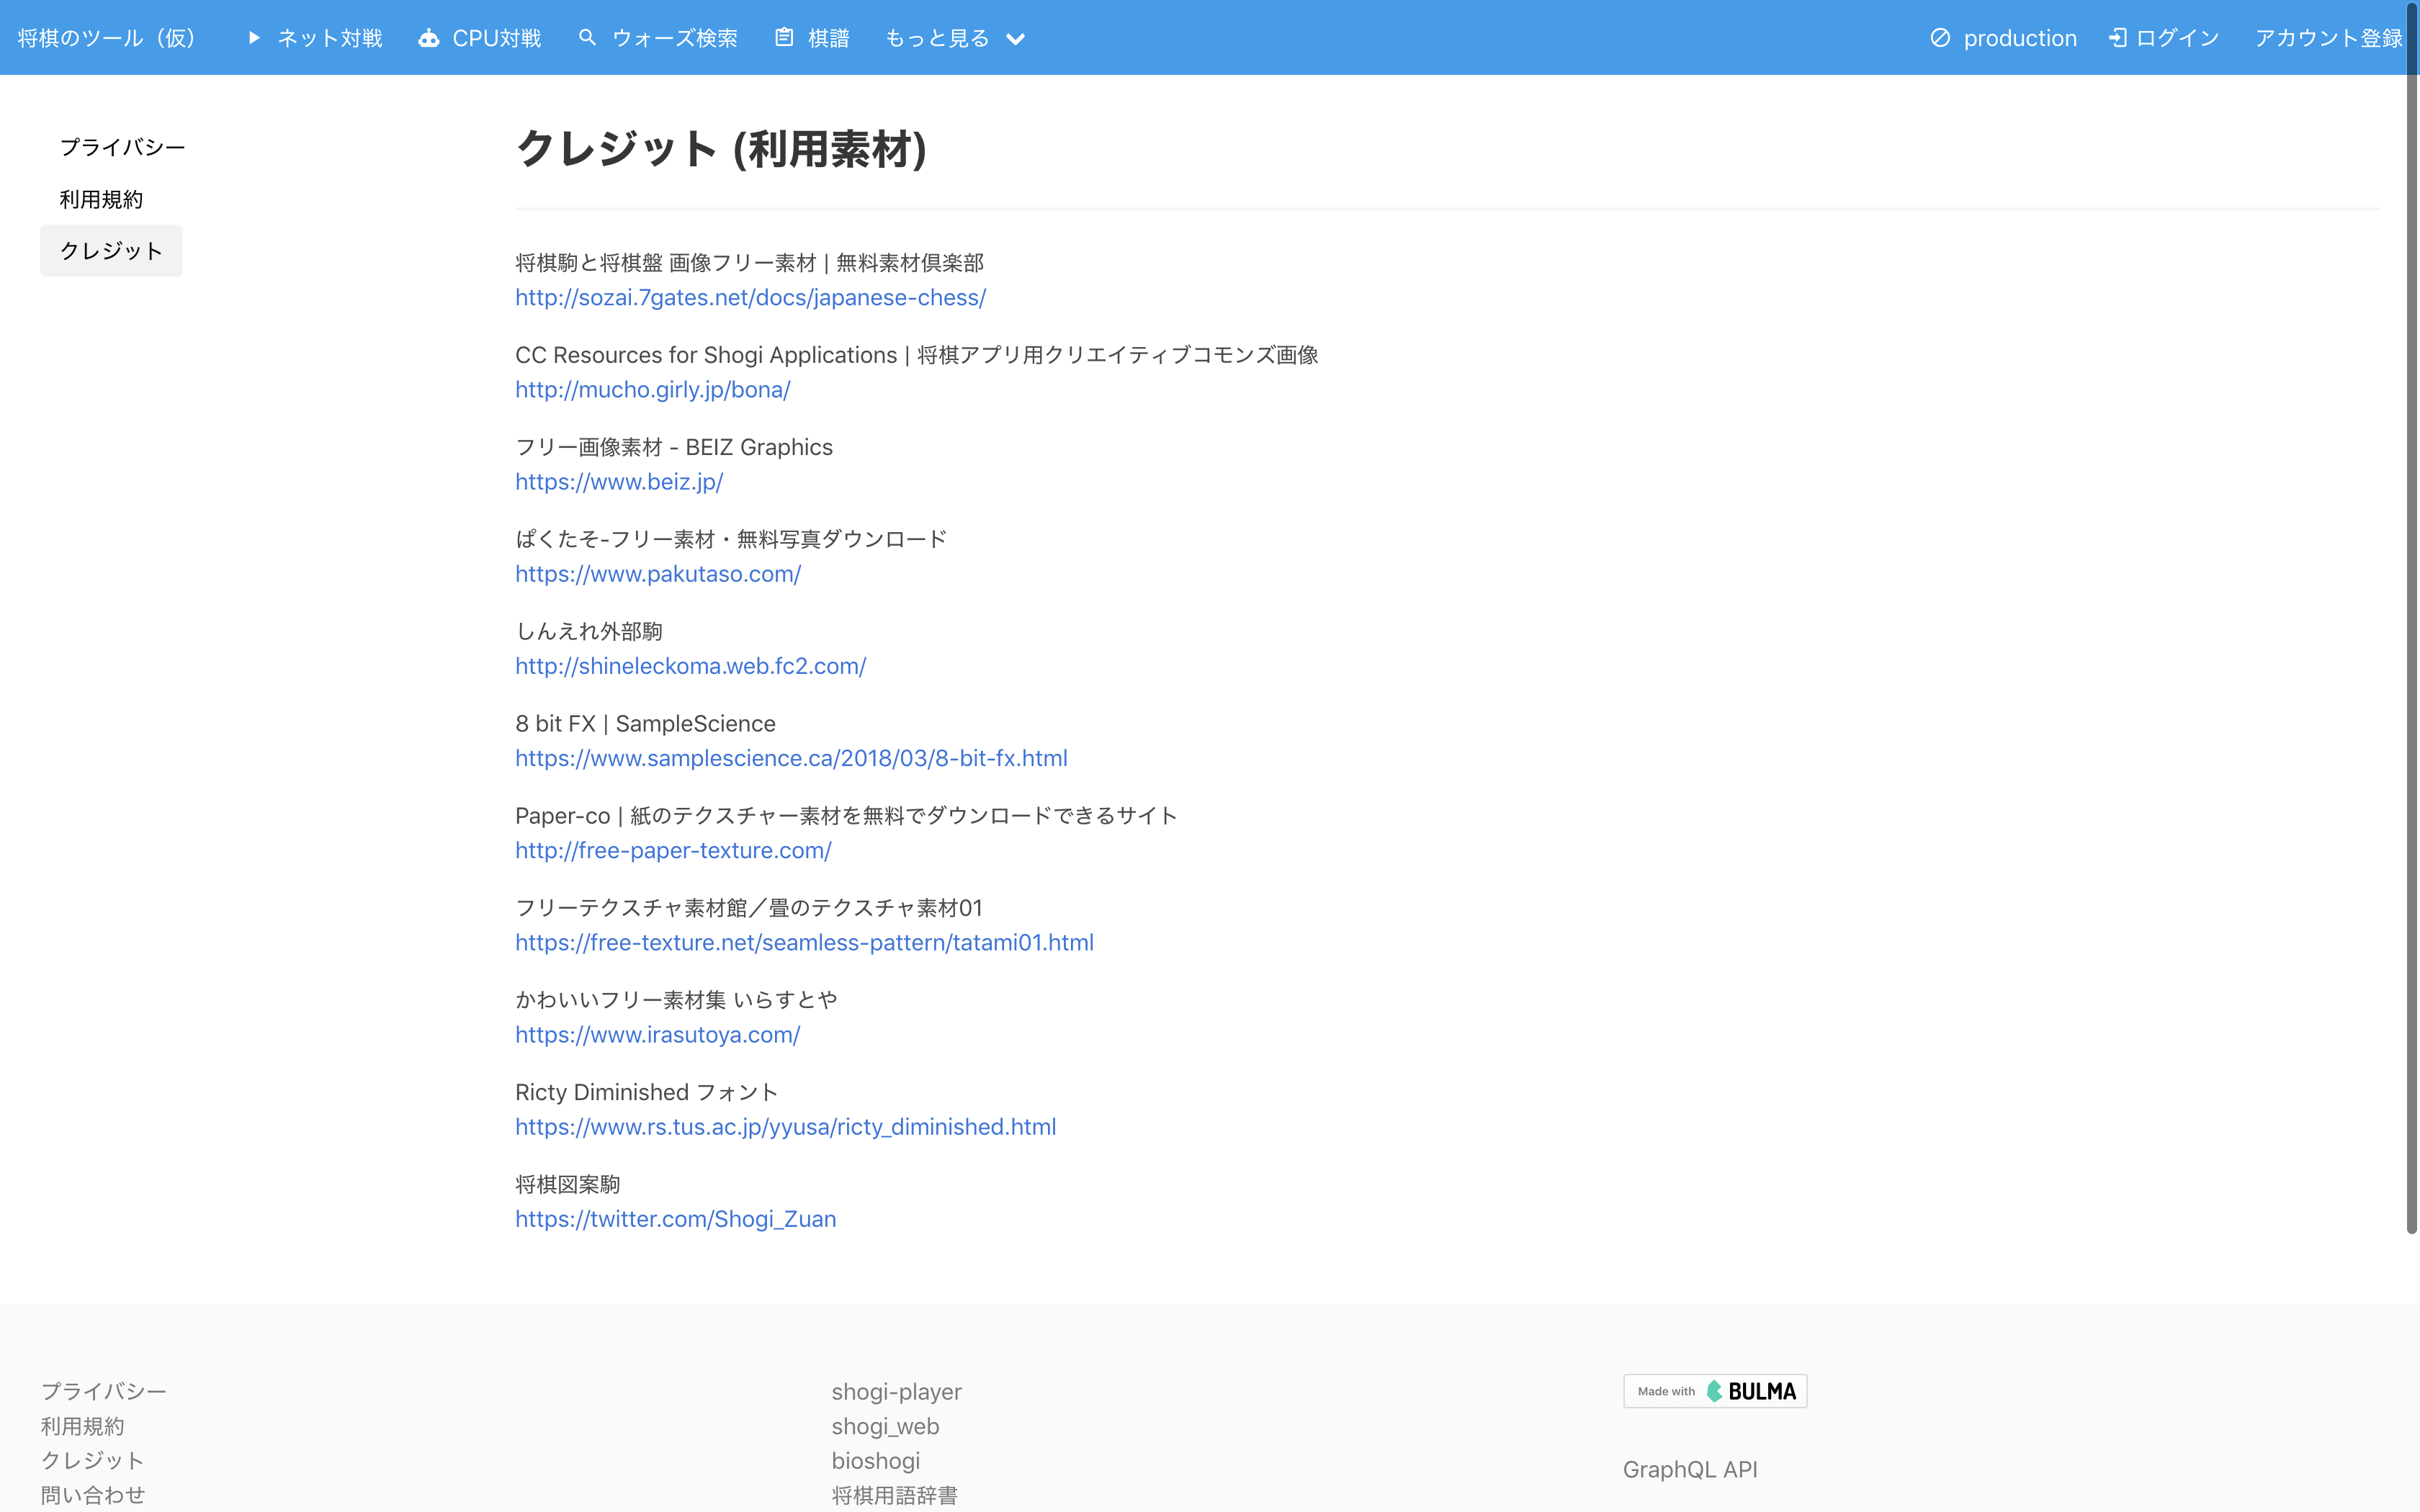 将棋のツール（仮） ネット対戦 CPU対戦 ウォーズ検索 棋譜 もっと見る production ログイン アカウント登録
プライバシー
利用規約
クレジット
クレジット (利用素材)
将棋駒と将棋盤 画像フリー素材 | 無料素材倶楽部
http://sozai.7gates.net/docs/japanese-chess/
CC Resources for Shogi Applications | 将棋アプリ用クリエイティブコモンズ画像
http://mucho.girly.jp/bona/
フリー画像素材 - BEIZ Graphics
https://www.beiz.jp/
ぱくたそ-フリー素材・無料写真ダウンロード
https://www.pakutaso.com/
しんえれ外部駒
http://shineleckoma.web.fc2.com/
8 bit FX | SampleScience
https://www.samplescience.ca/2018/03/8-bit-fx.html
Paper-co | 紙のテクスチャー素材を無料でダウンロードできるサイト
http://free-paper-texture.com/
フリーテクスチャ素材館／畳のテクスチャ素材01
https://free-texture.net/seamless-pattern/tatami01.html
かわいいフリー素材集 いらすとや
https://www.irasutoya.com/
Ricty Diminished フォント
https://www.rs.tus.ac.jp/yyusa/ricty_diminished.html
将棋図案駒
https://twitter.com/Shogi_Zuan
プライバシー
利用規約
クレジット
問い合わせ
shogi-player
shogi_web
bioshogi
将棋用語辞書
Made with BULMA
GraphQL API